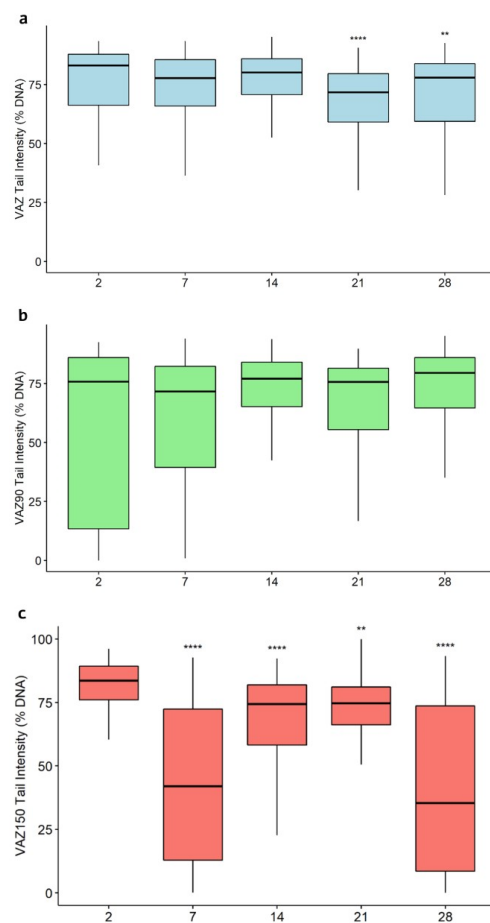 a
VAZ Tail Intensity (% DNA)
**** **
75
50
25
0
2 7 14 21 28
b
VAZ90 Tail Intensity (% DNA)
75
50
25
0
2 7 14 21 28
c
VAZ150 Tail Intensity (% DNA)
**** **** ** ****
100
75
50
25
0
2 7 14 21 28